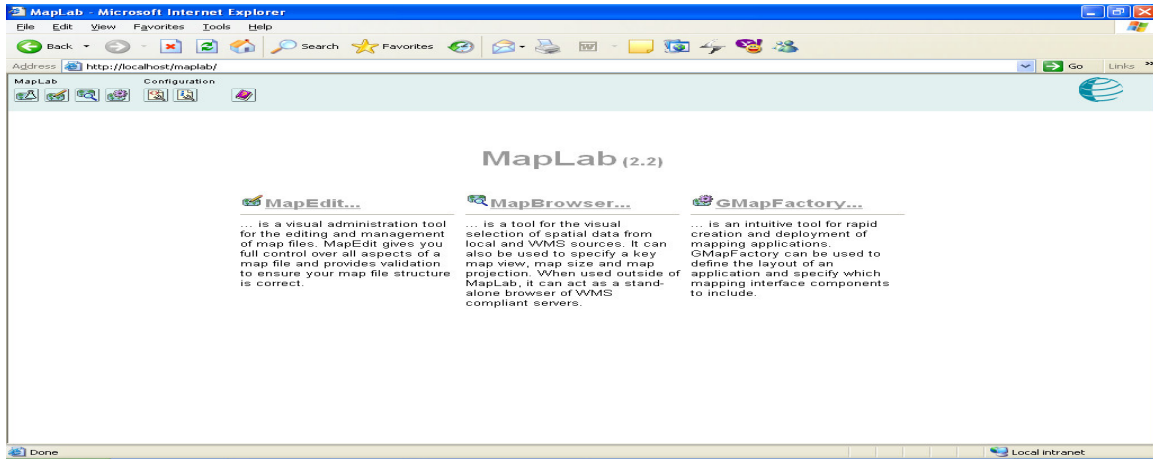 MapLab - Microsoft Internet Explorer
File Edit View Favorites Tools Help
Back Search Favorites
Address http://localhost/maplab/ Go Links »
MapLab Configuration
MapLab (2.2)
MapEdit...
... is a visual administration tool
for the editing and management
of map files. MapEdit gives you
full control over all aspects of a
map file and provides validation
to ensure your map file structure
is correct.
MapBrowser...
... is a tool for the visual
selection of spatial data from
local and WMS sources. It can
also be used to specify a key
map view, map size and map
projection. When used outside of
MapLab, it can act as a stand-
alone browser of WMS
compliant servers.
GMapFactory...
... is an intuitive tool for rapid
creation and deployment of
mapping applications.
GMapFactory can be used to
define the layout of an
application and specify which
mapping interface components
to include.
Done Local intranet